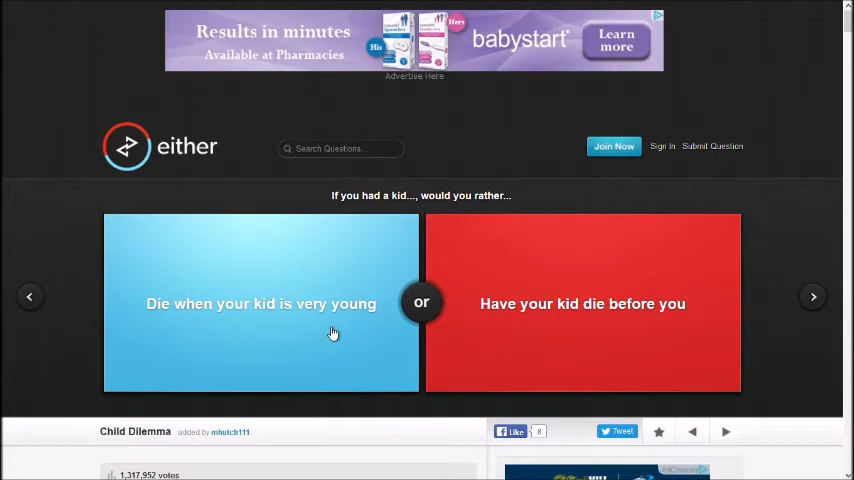 Results in minutes
Available at Pharmacies
His
Hers
babystart®
Learn
more
Advertise Here
either
Search Questions...
Join Now
Sign In
Submit Question
If you had a kid..., would you rather...
Die when your kid is very young
or
Have your kid die before you
Child Dilemma
added by mhulch111
Like
8
Tweet
1,317,952 votes
AdChoices